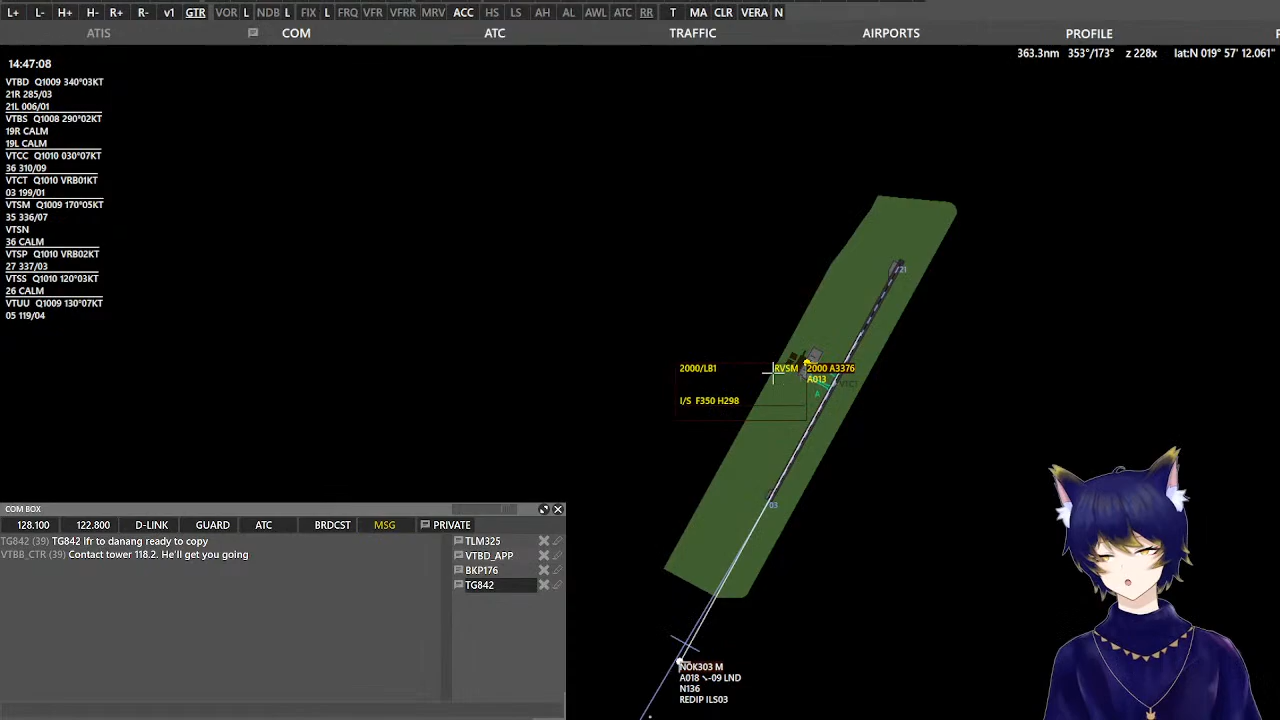 L+ L- H+ H- R+ R- v1 GTR VOR L NDB L FIX L FRQ VFR VFRR MRV ACC HS LS AH AL AWL ATC RR T MA CLR VERA N
ATIS COM ATC TRAFFIC AIRPORTS PROFILE
363.3nm 353°/173° z 228x lat:N 019° 57' 12.061"
14:47:08
VTBD Q1009 340°03KT
21R 285/03
21L 006/01
VTBS Q1008 290°02KT
19R CALM
19L CALM
VTCC Q1010 030°07KT
36 310/09
VTCT Q1010 VRB01KT
03 199/01
VTSM Q1009 170°05KT
35 336/07
VTSN
36 CALM
VTSP Q1010 VRB02KT
27 337/03
VTSS Q1010 120°03KT
26 CALM
VTUU Q1009 130°07KT
05 119/04
21
2000/LB1 RVSM 2000 A3376
A013
A
I/S F350 H298
03
NOK303 M
A018 -09 LND
N136
REDIP ILS03
COM BOX
128.100 122.800 D-LINK GUARD ATC BRDCST MSG PRIVATE
TG842 (39) TG842 Ifr to danang ready to copy
VTBB_CTR (39) Contact tower 118.2. He'll get you going
TLM325
VTBD_APP
BKP176
TG842